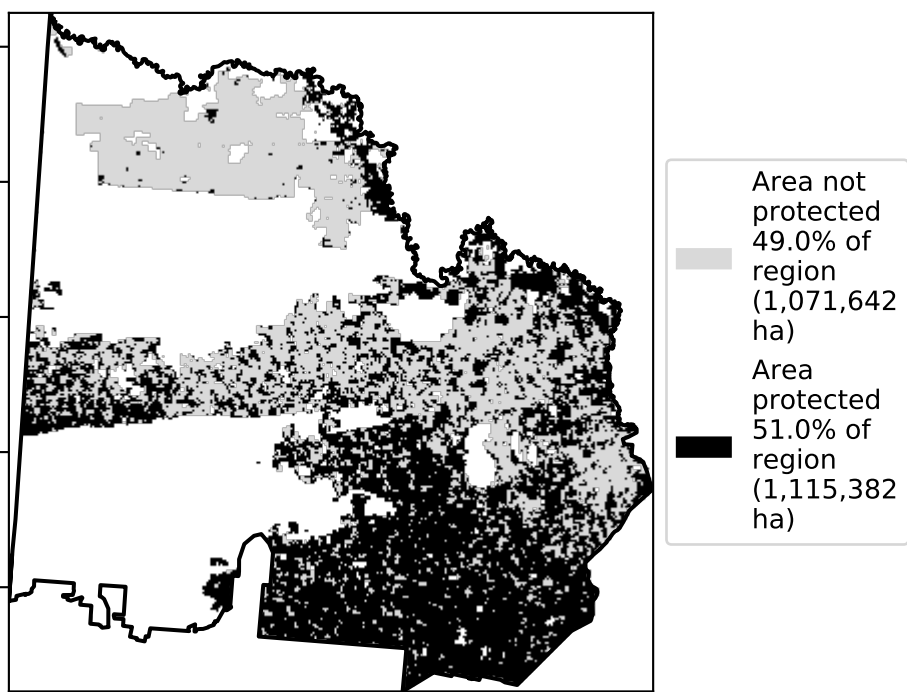 Area not
protected
49.0% of
region
(1,071,642
ha)
Area
protected
51.0% of
region
(1,115,382
ha)